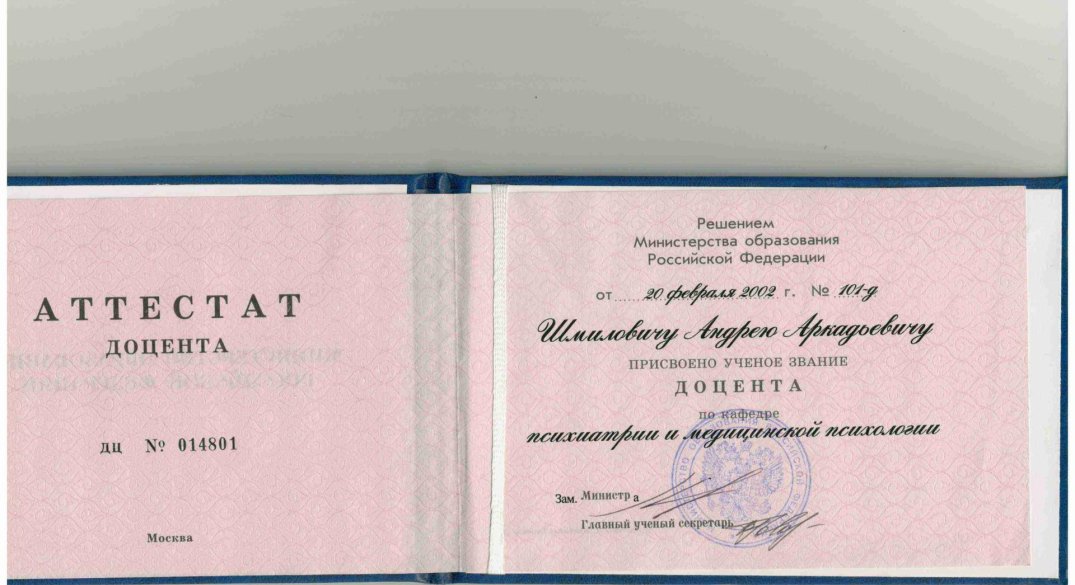 АТТЕСТАТ
ДОЦЕНТА
ДЦ № 014801
Москва
Решением
Министерства образования
Российской Федерации
от 20 февраля 2002 г. № 101-д
Шмиловичу Андрею Аркадьевичу
ПРИСВОЕНО УЧЕНОЕ ЗВАНИЕ
ДОЦЕНТА
по кафедре
психиатрии и медицинской психологии
Зам. Министра
Главный ученый секретарь